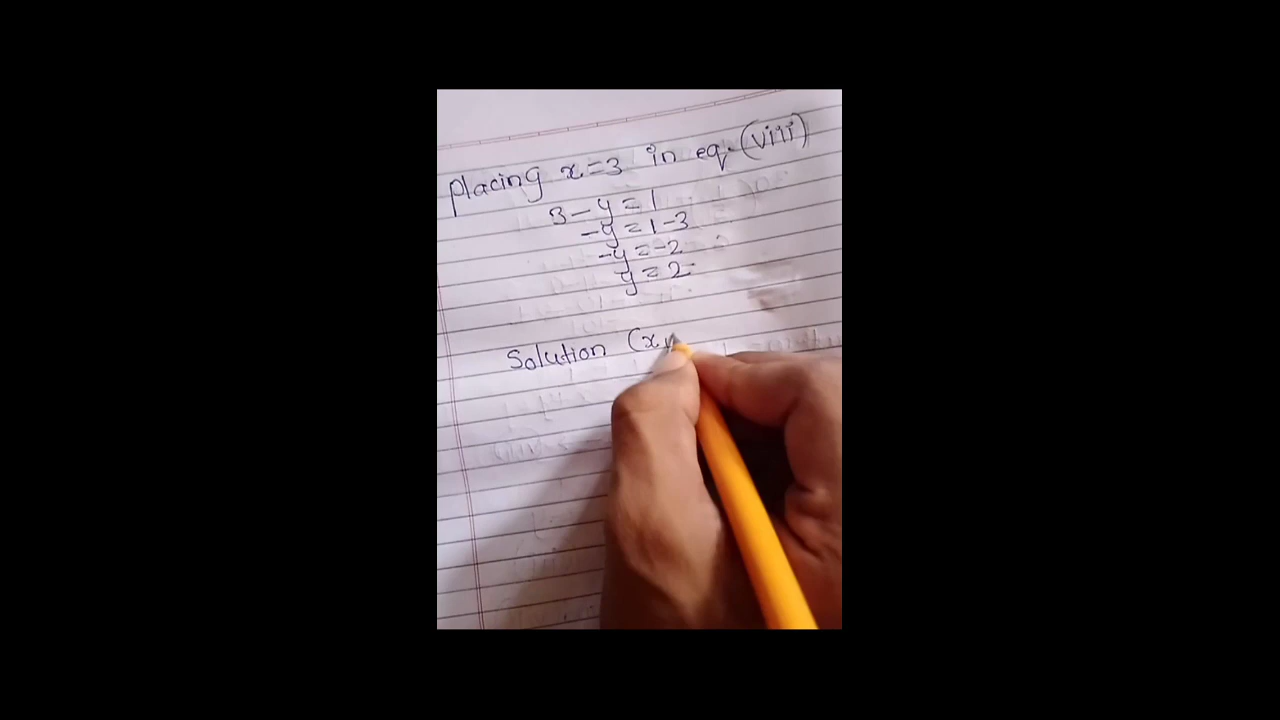 placing x=3 in eq.(viii)
3 - y = 1
-y = 1-3
-y = -2
y = 2
Solution (x,